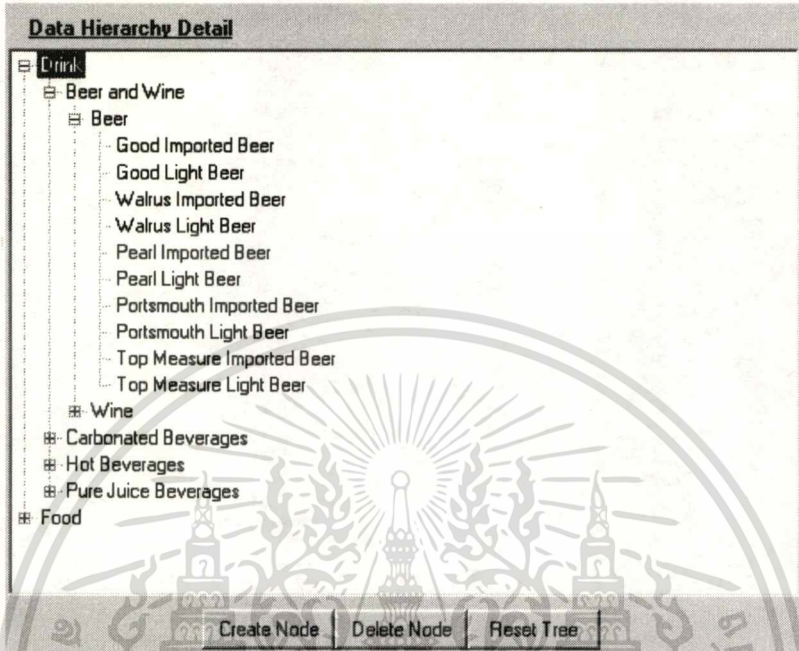 Data Hierarchy Detail
Drink
Beer and Wine
Beer
Good Imported Beer
Good Light Beer
Walrus Imported Beer
Walrus Light Beer
Pearl Imported Beer
Pearl Light Beer
Portsmouth Imported Beer
Portsmouth Light Beer
Top Measure Imported Beer
Top Measure Light Beer
Wine
Carbonated Beverages
Hot Beverages
Pure Juice Beverages
Food
Create Node Delete Node Reset Tree